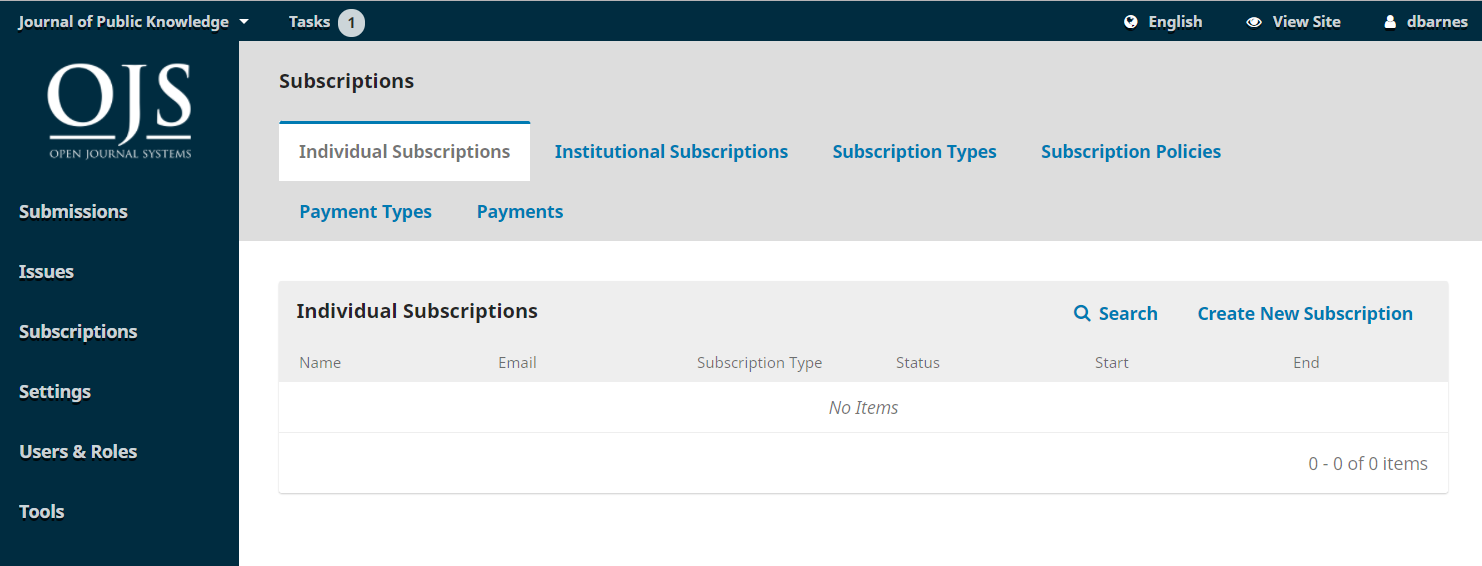 Journal of Public Knowledge Tasks 1 English View Site dbarnes
OJS
OPEN JOURNAL SYSTEMS
Submissions
Issues
Subscriptions
Settings
Users & Roles
Tools
Subscriptions
Individual Subscriptions Institutional Subscriptions Subscription Types Subscription Policies
Payment Types Payments
Individual Subscriptions Search Create New Subscription
Name Email Subscription Type Status Start End
No Items
0 - 0 of 0 items